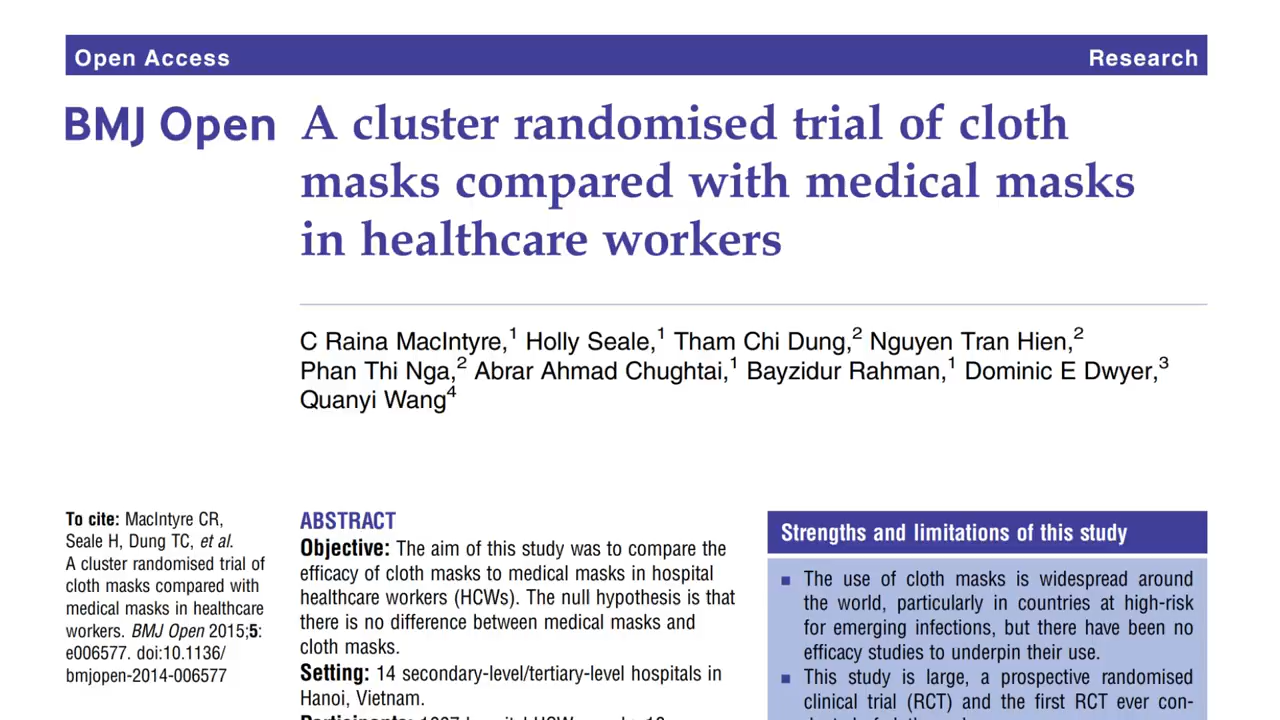 Open Access
Research
BMJ Open
A cluster randomised trial of cloth
masks compared with medical masks
in healthcare workers
C Raina MacIntyre,1 Holly Seale,1 Tham Chi Dung,2 Nguyen Tran Hien,2
Phan Thi Nga,2 Abrar Ahmad Chughtai,1 Bayzidur Rahman,1 Dominic E Dwyer,3
Quanyi Wang4
To cite: MacIntyre CR,
Seale H, Dung TC, et al.
A cluster randomised trial of
cloth masks compared with
medical masks in healthcare
workers. BMJ Open 2015;5:
e006577. doi:10.1136/
bmjopen-2014-006577
ABSTRACT
Objective: The aim of this study was to compare the
efficacy of cloth masks to medical masks in hospital
healthcare workers (HCWs). The null hypothesis is that
there is no difference between medical masks and
cloth masks.
Setting: 14 secondary-level/tertiary-level hospitals in
Hanoi, Vietnam.
Strengths and limitations of this study
▪ The use of cloth masks is widespread around
the world, particularly in countries at high-risk
for emerging infections, but there have been no
efficacy studies to underpin their use.
▪ This study is large, a prospective randomised
clinical trial (RCT) and the first RCT ever con-